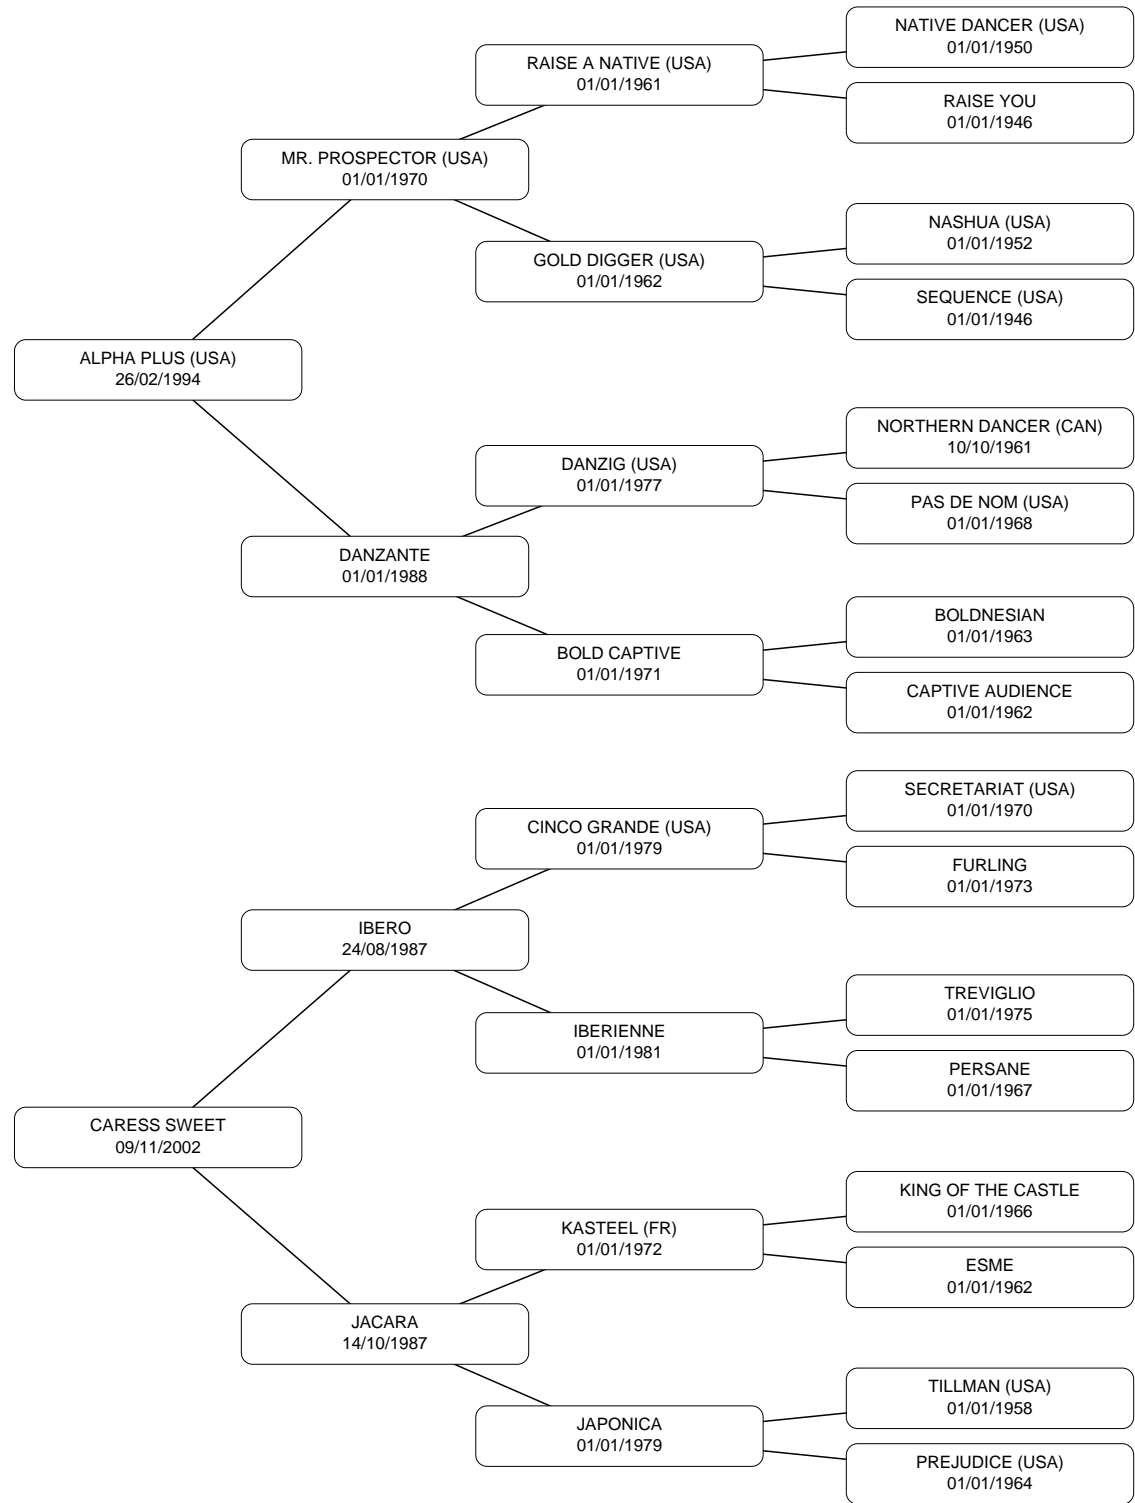 NATIVE DANCER (USA)
01/01/1950
RAISE A NATIVE (USA)
01/01/1961
RAISE YOU
01/01/1946
MR. PROSPECTOR (USA)
01/01/1970
NASHUA (USA)
01/01/1952
GOLD DIGGER (USA)
01/01/1962
SEQUENCE (USA)
01/01/1946
ALPHA PLUS (USA)
26/02/1994
NORTHERN DANCER (CAN)
10/10/1961
DANZIG (USA)
01/01/1977
PAS DE NOM (USA)
01/01/1968
DANZANTE
01/01/1988
BOLDNESIAN
01/01/1963
BOLD CAPTIVE
01/01/1971
CAPTIVE AUDIENCE
01/01/1962
SECRETARIAT (USA)
01/01/1970
CINCO GRANDE (USA)
01/01/1979
FURLING
01/01/1973
IBERO
24/08/1987
TREVIGLIO
01/01/1975
IBERIENNE
01/01/1981
PERSANE
01/01/1967
CARESS SWEET
09/11/2002
KING OF THE CASTLE
01/01/1966
KASTEEL (FR)
01/01/1972
ESME
01/01/1962
JACARA
14/10/1987
TILLMAN (USA)
01/01/1958
JAPONICA
01/01/1979
PREJUDICE (USA)
01/01/1964